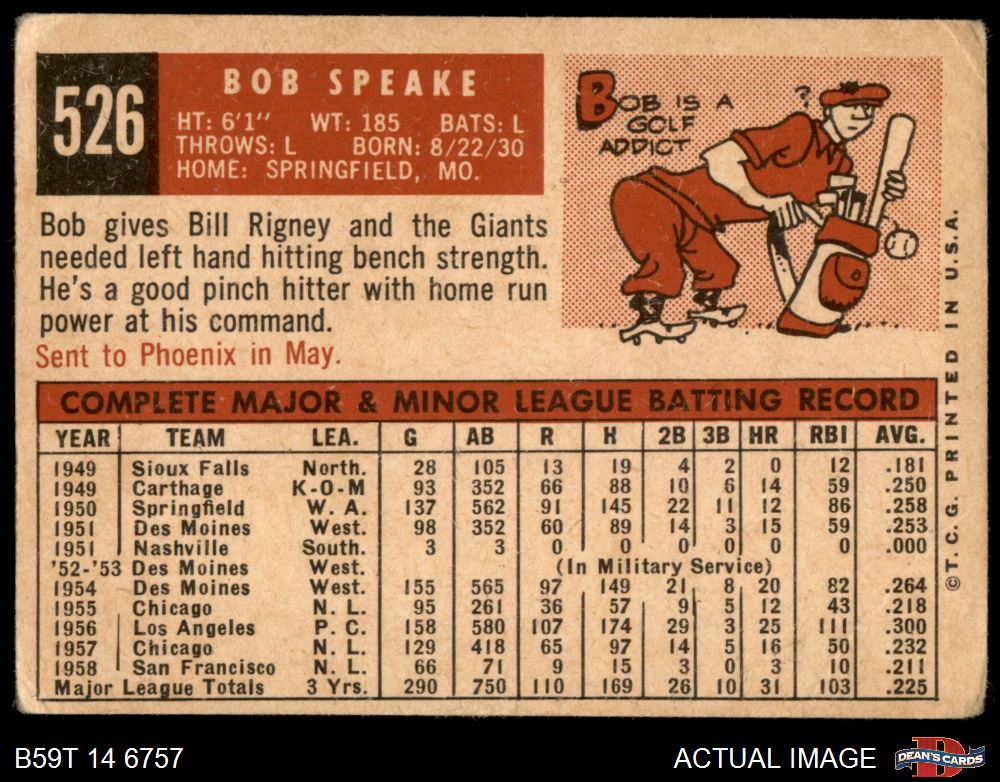 526
BOB SPEAKE
HT: 6'1" WT: 185 BATS: L
THROWS: L BORN: 8/22/30
HOME: SPRINGFIELD, MO.
Bob gives Bill Rigney and the Giants
needed left hand hitting bench strength.
He's a good pinch hitter with home run
power at his command.
Sent to Phoenix in May.
BOB IS A
GOLF
ADDICT
?
COMPLETE MAJOR & MINOR LEAGUE BATTING RECORD
YEAR TEAM LEA. G AB R H 2B 3B HR RBI AVG.
1949 Sioux Falls North. 28 105 13 19 4 2 0 12 .181
1949 Carthage K-O-M 93 352 66 88 10 6 14 59 .250
1950 Springfield W. A. 137 562 91 145 22 11 12 86 .258
1951 Des Moines West. 98 352 60 89 14 3 15 59 .253
1951 Nashville South. 3 3 0 0 0 0 0 0 .000
'52-'53 Des Moines West. (In Military Service)
1954 Des Moines West. 155 565 97 149 21 8 20 82 .264
1955 Chicago N. L. 95 261 36 57 9 5 12 43 .218
1956 Los Angeles P. C. 158 580 107 174 29 3 25 111 .300
1957 Chicago N. L. 129 418 65 97 14 5 16 50 .232
1958 San Francisco N. L. 66 71 9 15 3 0 3 10 .211
Major League Totals 3 Yrs. 290 750 110 169 26 10 31 103 .225
©T.C.G. PRINTED IN U.S.A.
B59T 14 6757
ACTUAL IMAGE
D
DEAN'S CARDS